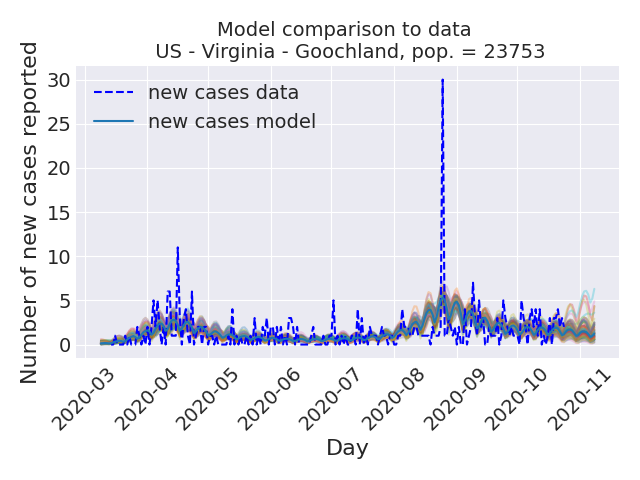 Model comparison to data
US - Virginia - Goochland, pop. = 23753
Number of new cases reported
30
25
20
15
10
5
0
new cases data
new cases model
2020-03
2020-04
2020-05
2020-06
2020-07
2020-08
2020-09
2020-10
2020-11
Day